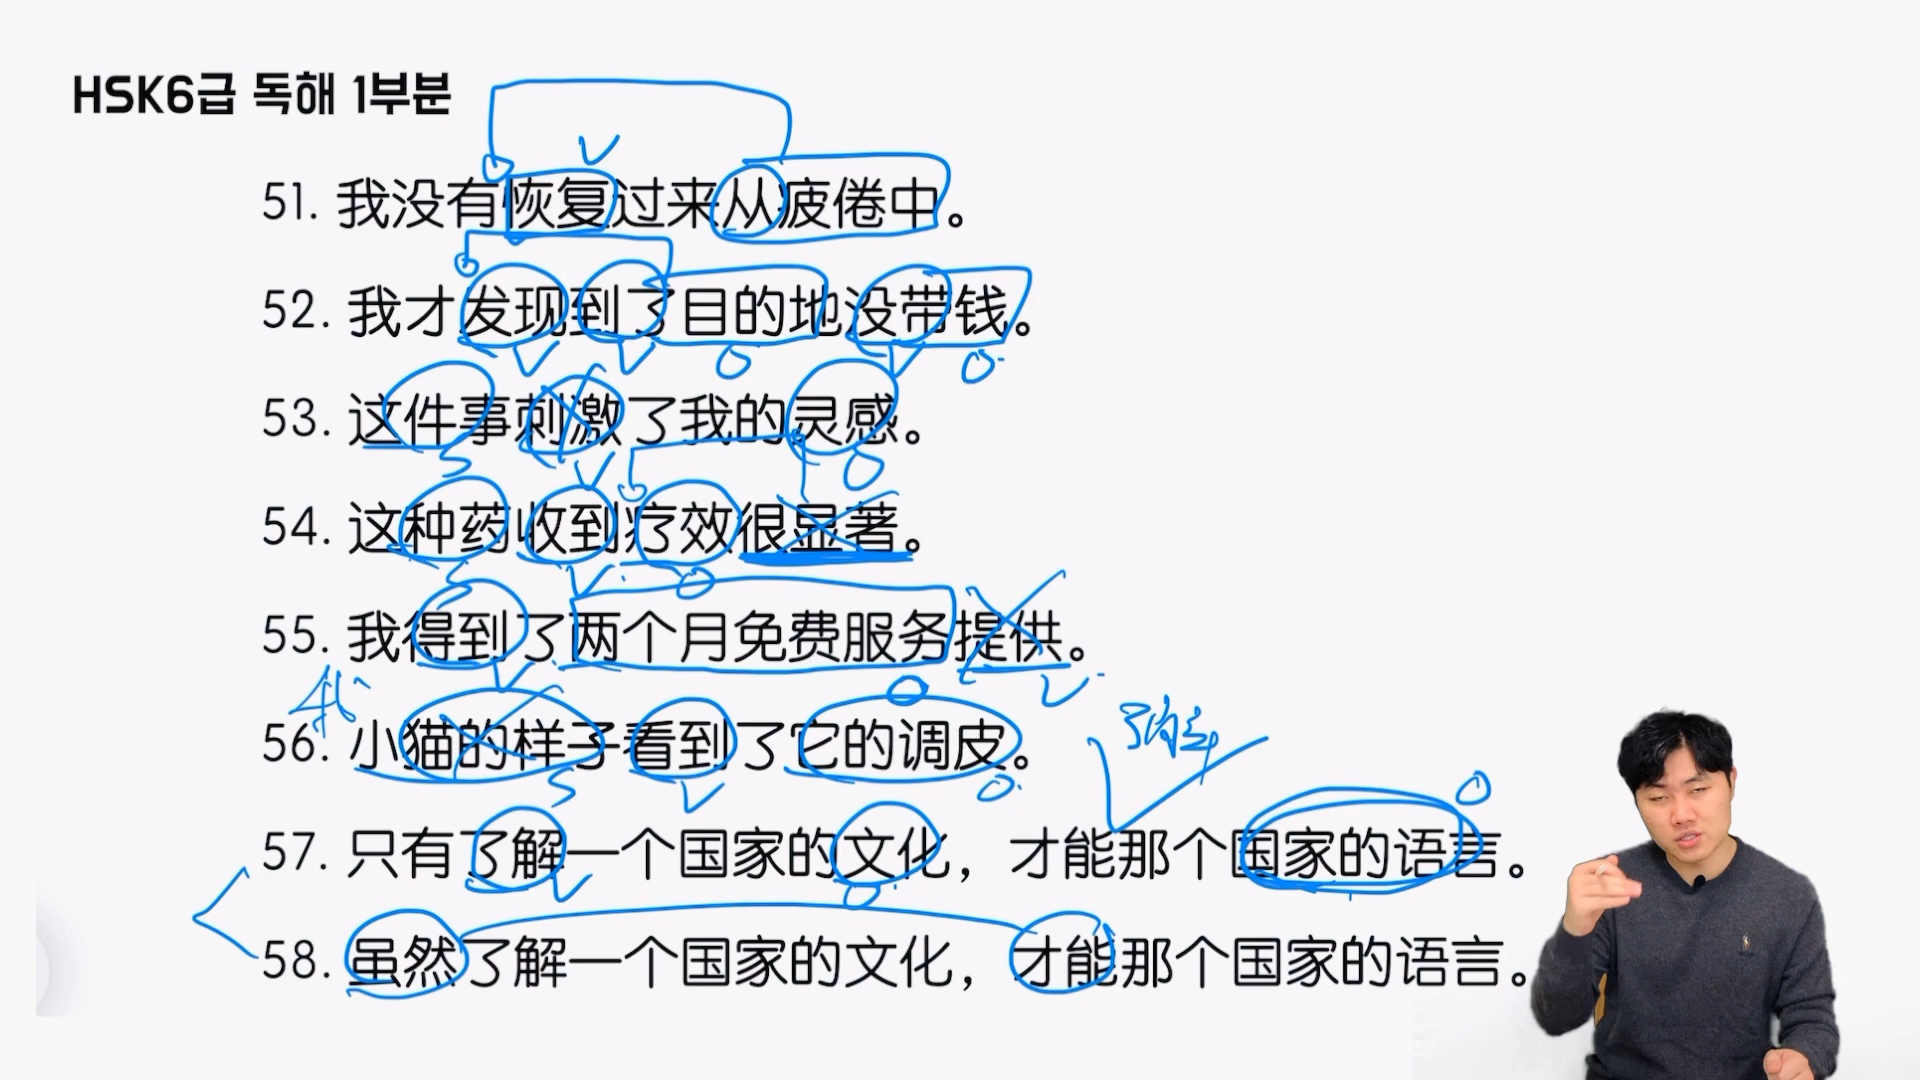 HSK6급 독해 1부분
51. 我没有恢复过来从疲倦中。
52. 我才发现到了目的地没带钱。
53. 这件事刺激了我的灵感。
54. 这种药收到疗效很显著。
55. 我得到了两个月免费服务提供。
我
56. 小猫的样子看到了它的调皮。
57. 只有了解一个国家的文化，才能那个国家的语言。
58. 虽然了解一个国家的文化，才能那个国家的语言。